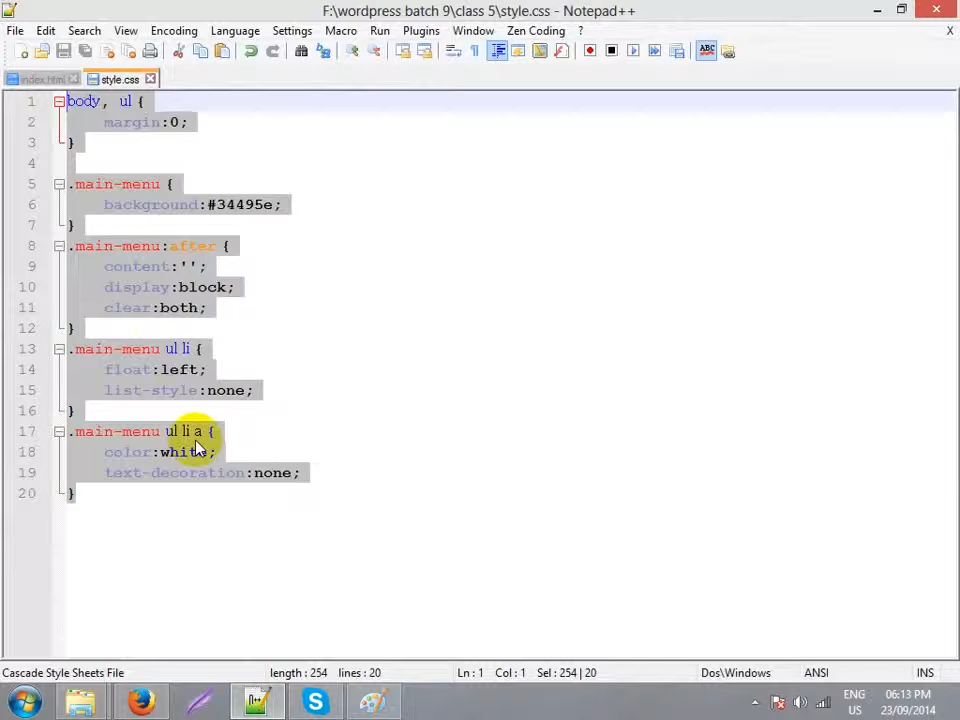 F:\wordpress batch 9\class 5\style.css - Notepad++
File Edit Search View Encoding Language Settings Macro Run Plugins Window Zen Coding ? X
ABC
index.html style.css
1 body, ul {
2 margin:0;
3 }
4
5 .main-menu {
6 background:#34495e;
7 }
8 .main-menu:after {
9 content:'';
10 display:block;
11 clear:both;
12 }
13 .main-menu ul li {
14 float:left;
15 list-style:none;
16 }
17 .main-menu ul li a {
18 color:white;
19 text-decoration:none;
20 }
Cascade Style Sheets File length : 254 lines : 20 Ln : 1 Col : 1 Sel : 254 | 20 Dos\Windows ANSI INS
ENG 06:13 PM
US 23/09/2014